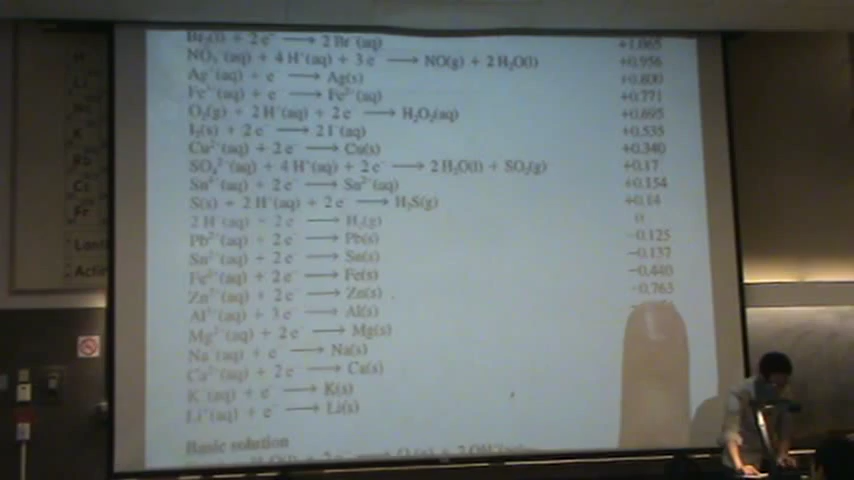 Br₂(l) + 2 e⁻ ⟶ 2 Br⁻(aq) +1.065
NO₃⁻(aq) + 4 H⁺(aq) + 3 e⁻ ⟶ NO(g) + 2 H₂O(l) +0.956
Ag⁺(aq) + e⁻ ⟶ Ag(s) +0.800
Fe³⁺(aq) + e⁻ ⟶ Fe²⁺(aq) +0.771
O₂(g) + 2 H⁺(aq) + 2 e⁻ ⟶ H₂O₂(aq) +0.695
I₂(s) + 2 e⁻ ⟶ 2 I⁻(aq) +0.535
Cu²⁺(aq) + 2 e⁻ ⟶ Cu(s) +0.340
SO₄²⁻(aq) + 4 H⁺(aq) + 2 e⁻ ⟶ 2 H₂O(l) + SO₂(g) +0.17
Sn⁴⁺(aq) + 2 e⁻ ⟶ Sn²⁺(aq) +0.154
S(s) + 2 H⁺(aq) + 2 e⁻ ⟶ H₂S(g) +0.14
2 H⁺(aq) + 2 e⁻ ⟶ H₂(g) 0
Pb²⁺(aq) + 2 e⁻ ⟶ Pb(s) −0.125
Sn²⁺(aq) + 2 e⁻ ⟶ Sn(s) −0.137
Fe²⁺(aq) + 2 e⁻ ⟶ Fe(s) −0.440
Zn²⁺(aq) + 2 e⁻ ⟶ Zn(s) −0.763
Al³⁺(aq) + 3 e⁻ ⟶ Al(s)
Mg²⁺(aq) + 2 e⁻ ⟶ Mg(s)
Na⁺(aq) + e⁻ ⟶ Na(s)
Ca²⁺(aq) + 2 e⁻ ⟶ Ca(s)
K⁺(aq) + e⁻ ⟶ K(s)
Li⁺(aq) + e⁻ ⟶ Li(s)
Basic solution
K
Rb
Cs
Fr